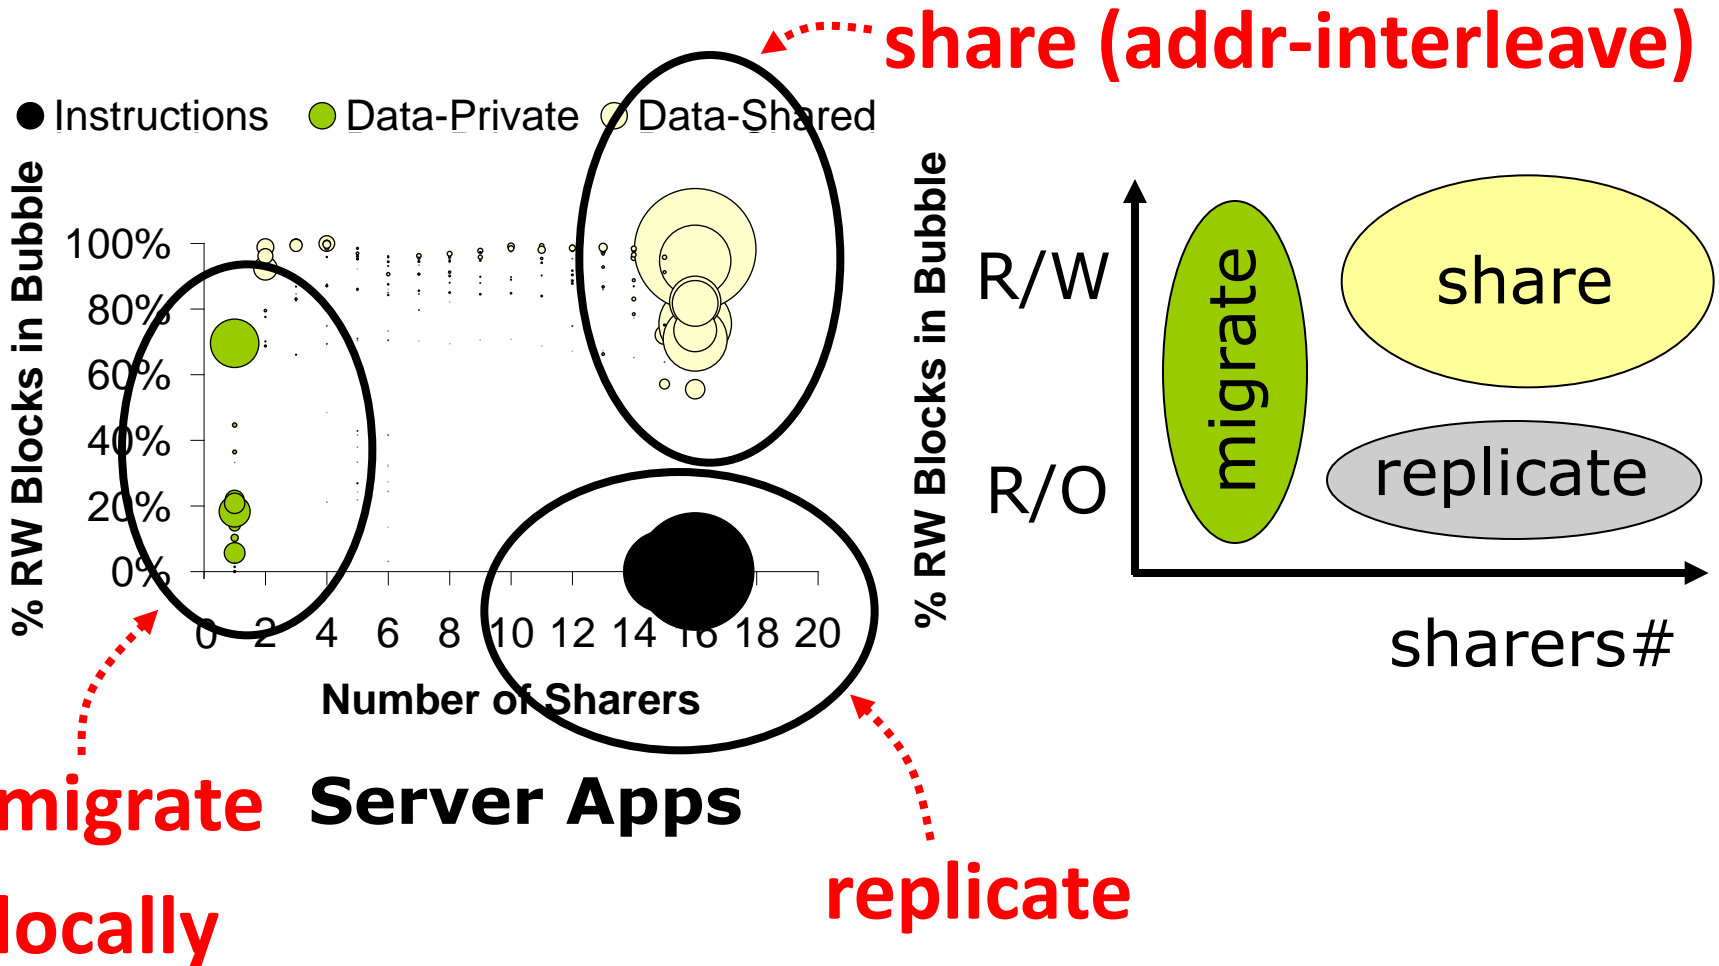 share (addr-interleave)
Instructions Data-Private Data-Shared
% RW Blocks in Bubble
100%
80%
60%
40%
20%
0%
0 2 4 6 8 10 12 14 16 18 20
Number of Sharers
Server Apps
migrate
locally
replicate
% RW Blocks in Bubble
R/W
R/O
migrate
share
replicate
sharers#